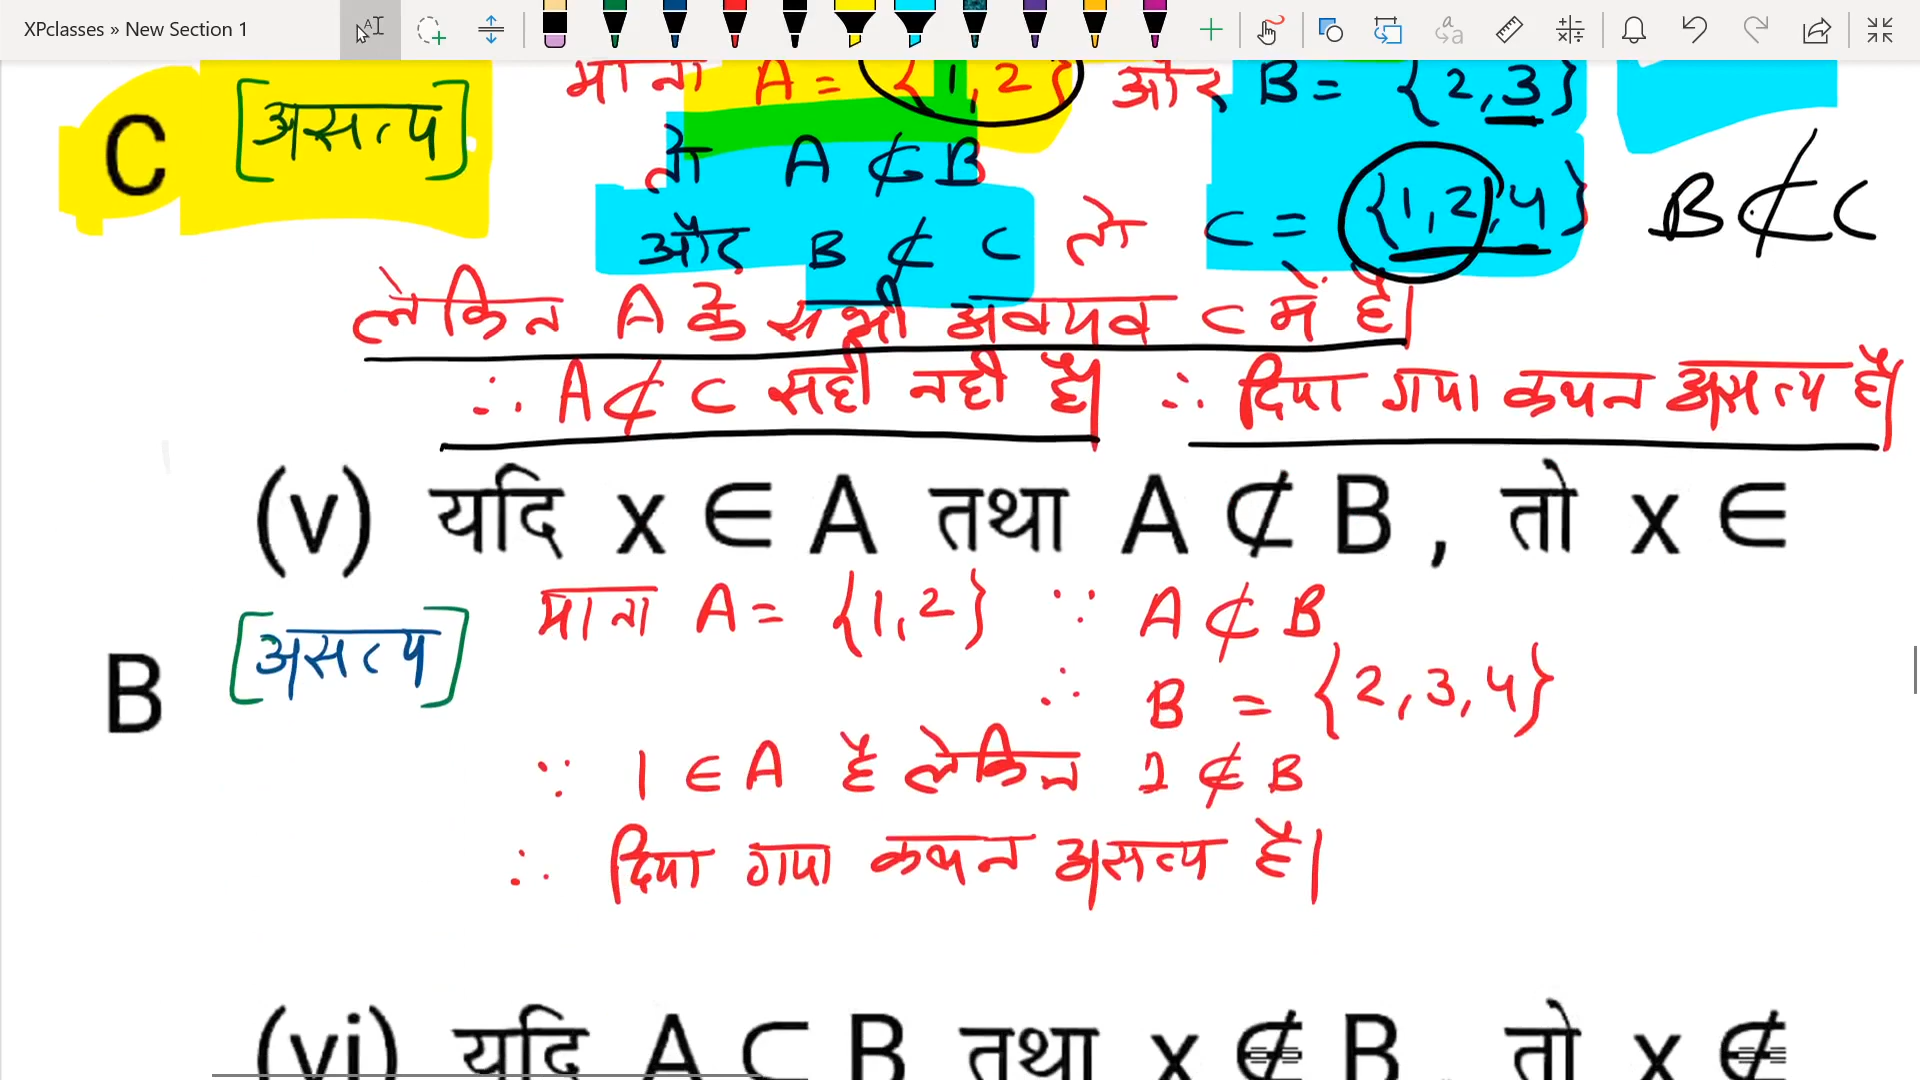 XPclasses » New Section 1
माना A = {1,2} और B = {2,3}
C [असत्य] तो A ⊄ B
और B ⊄ C तो C = {1,2,4} B ⊄ C
लेकिन A के सभी अवयव C में हैं।
∴ A ⊄ C सही नहीं है। ∴ दिया गया कथन असत्य है।
(v) यदि x ∈ A तथा A ⊄ B , तो x ∈
माना A = {1,2} ∵ A ⊄ B
B [असत्य] ∴ B = {2,3,4}
∵ 1 ∈ A है लेकिन 1 ∉ B
∴ दिया गया कथन असत्य है।
(vi) यदि A ⊂ B तथा x ∉ B , तो x ∉